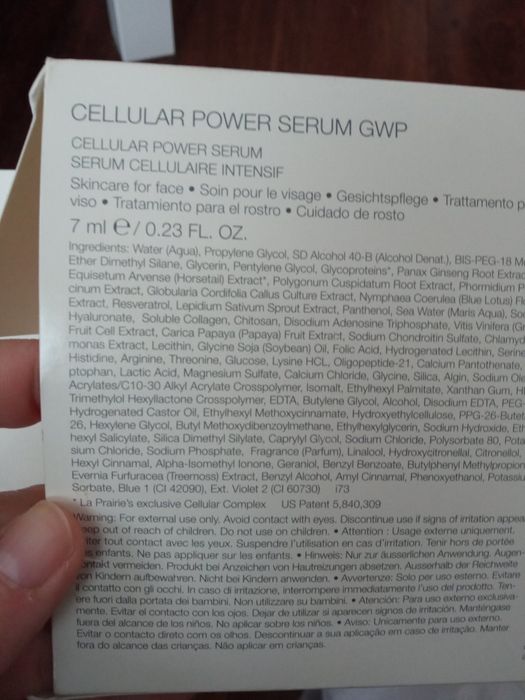 CELLULAR POWER SERUM GWP
CELLULAR POWER SERUM
SERUM CELLULAIRE INTENSIF
Skincare for face • Soin pour le visage • Gesichtspflege • Trattamento p
viso • Tratamiento para el rostro • Cuidado de rosto
7 ml e / 0.23 FL. OZ.
Ingredients: Water (Aqua), Propylene Glycol, SD Alcohol 40-B (Alcohol Denat.), BIS-PEG-18 M
Ether Dimethyl Silane, Glycerin, Pentylene Glycol, Glycoproteins*, Panax Ginseng Root Extrac
Equisetum Arvense (Horsetail) Extract*, Polygonum Cuspidatum Root Extract, Phormidium P
cinum Extract, Globularia Cordifolia Callus Culture Extract, Nymphaea Coerulea (Blue Lotus) Fl
Extract, Resveratrol, Lepidium Sativum Sprout Extract, Panthenol, Sea Water (Maris Aqua), So
Hyaluronate, Soluble Collagen, Chitosan, Disodium Adenosine Triphosphate, Vitis Vinifera (G
Fruit Cell Extract, Carica Papaya (Papaya) Fruit Extract, Sodium Chondroitin Sulfate, Chlamyd
monas Extract, Lecithin, Glycine Soja (Soybean) Oil, Folic Acid, Hydrogenated Lecithin, Serine
Histidine, Arginine, Threonine, Glucose, Lysine HCL, Oligopeptide-21, Calcium Pantothenate,
ptophan, Lactic Acid, Magnesium Sulfate, Calcium Chloride, Glycine, Silica, Algin, Sodium Ole
Acrylates/C10-30 Alkyl Acrylate Crosspolymer, Isomalt, Ethylhexyl Palmitate, Xanthan Gum, H
Trimethylol Hexyllactone Crosspolymer, EDTA, Butylene Glycol, Alcohol, Disodium EDTA, PEG-
Hydrogenated Castor Oil, Ethylhexyl Methoxycinnamate, Hydroxyethylcellulose, PPG-26-Butet
26, Hexylene Glycol, Butyl Methoxydibenzoylmethane, Ethylhexylglycerin, Sodium Hydroxide, Et
hexyl Salicylate, Silica Dimethyl Silylate, Caprylyl Glycol, Sodium Chloride, Polysorbate 80, Pota
sium Chloride, Sodium Phosphate, Fragrance (Parfum), Linalool, Hydroxycitronellal, Citronellol,
Hexyl Cinnamal, Alpha-Isomethyl Ionone, Geraniol, Benzyl Benzoate, Butylphenyl Methylpropion
Evernia Furfuracea (Treemoss) Extract, Benzyl Alcohol, Amyl Cinnamal, Phenoxyethanol, Potassiu
Sorbate, Blue 1 (CI 42090), Ext. Violet 2 (CI 60730) i73
* La Prairie's exclusive Cellular Complex US Patent 5,840,309
Warning: For external use only. Avoid contact with eyes. Discontinue use if signs of irritation appea
eep out of reach of children. Do not use on children. • Attention : Usage externe uniquement.
iter tout contact avec les yeux. Suspendre l'utilisation en cas d'irritation. Tenir hors de portée
s enfants. Ne pas appliquer sur les enfants. • Hinweis: Nur zur äusserlichen Anwendung. Augen-
ontakt vermeiden. Produkt bei Anzeichen von Hautreizungen absetzen. Ausserhalb der Reichweite
von Kindern aufbewahren. Nicht bei Kindern anwenden. • Avvertenze: Solo per uso esterno. Evitare
il contatto con gli occhi. In caso di irritazione, interrompere immediatamente l'uso del prodotto. Ten-
ere fuori dalla portata dei bambini. Non utilizzare su bambini. • Atención: Para uso externo exclusiva-
mente. Evitar el contacto con los ojos. Dejar de utilizar si aparecen signos de irritación. Manténgase
fuera del alcance de los niños. No aplicar sobre los niños. • Aviso: Unicamente para uso externo.
Evitar o contacto direto com os olhos. Descontinuar a sua aplicação em caso de irritação. Manter
fora do alcance das crianças. Não aplicar em crianças.